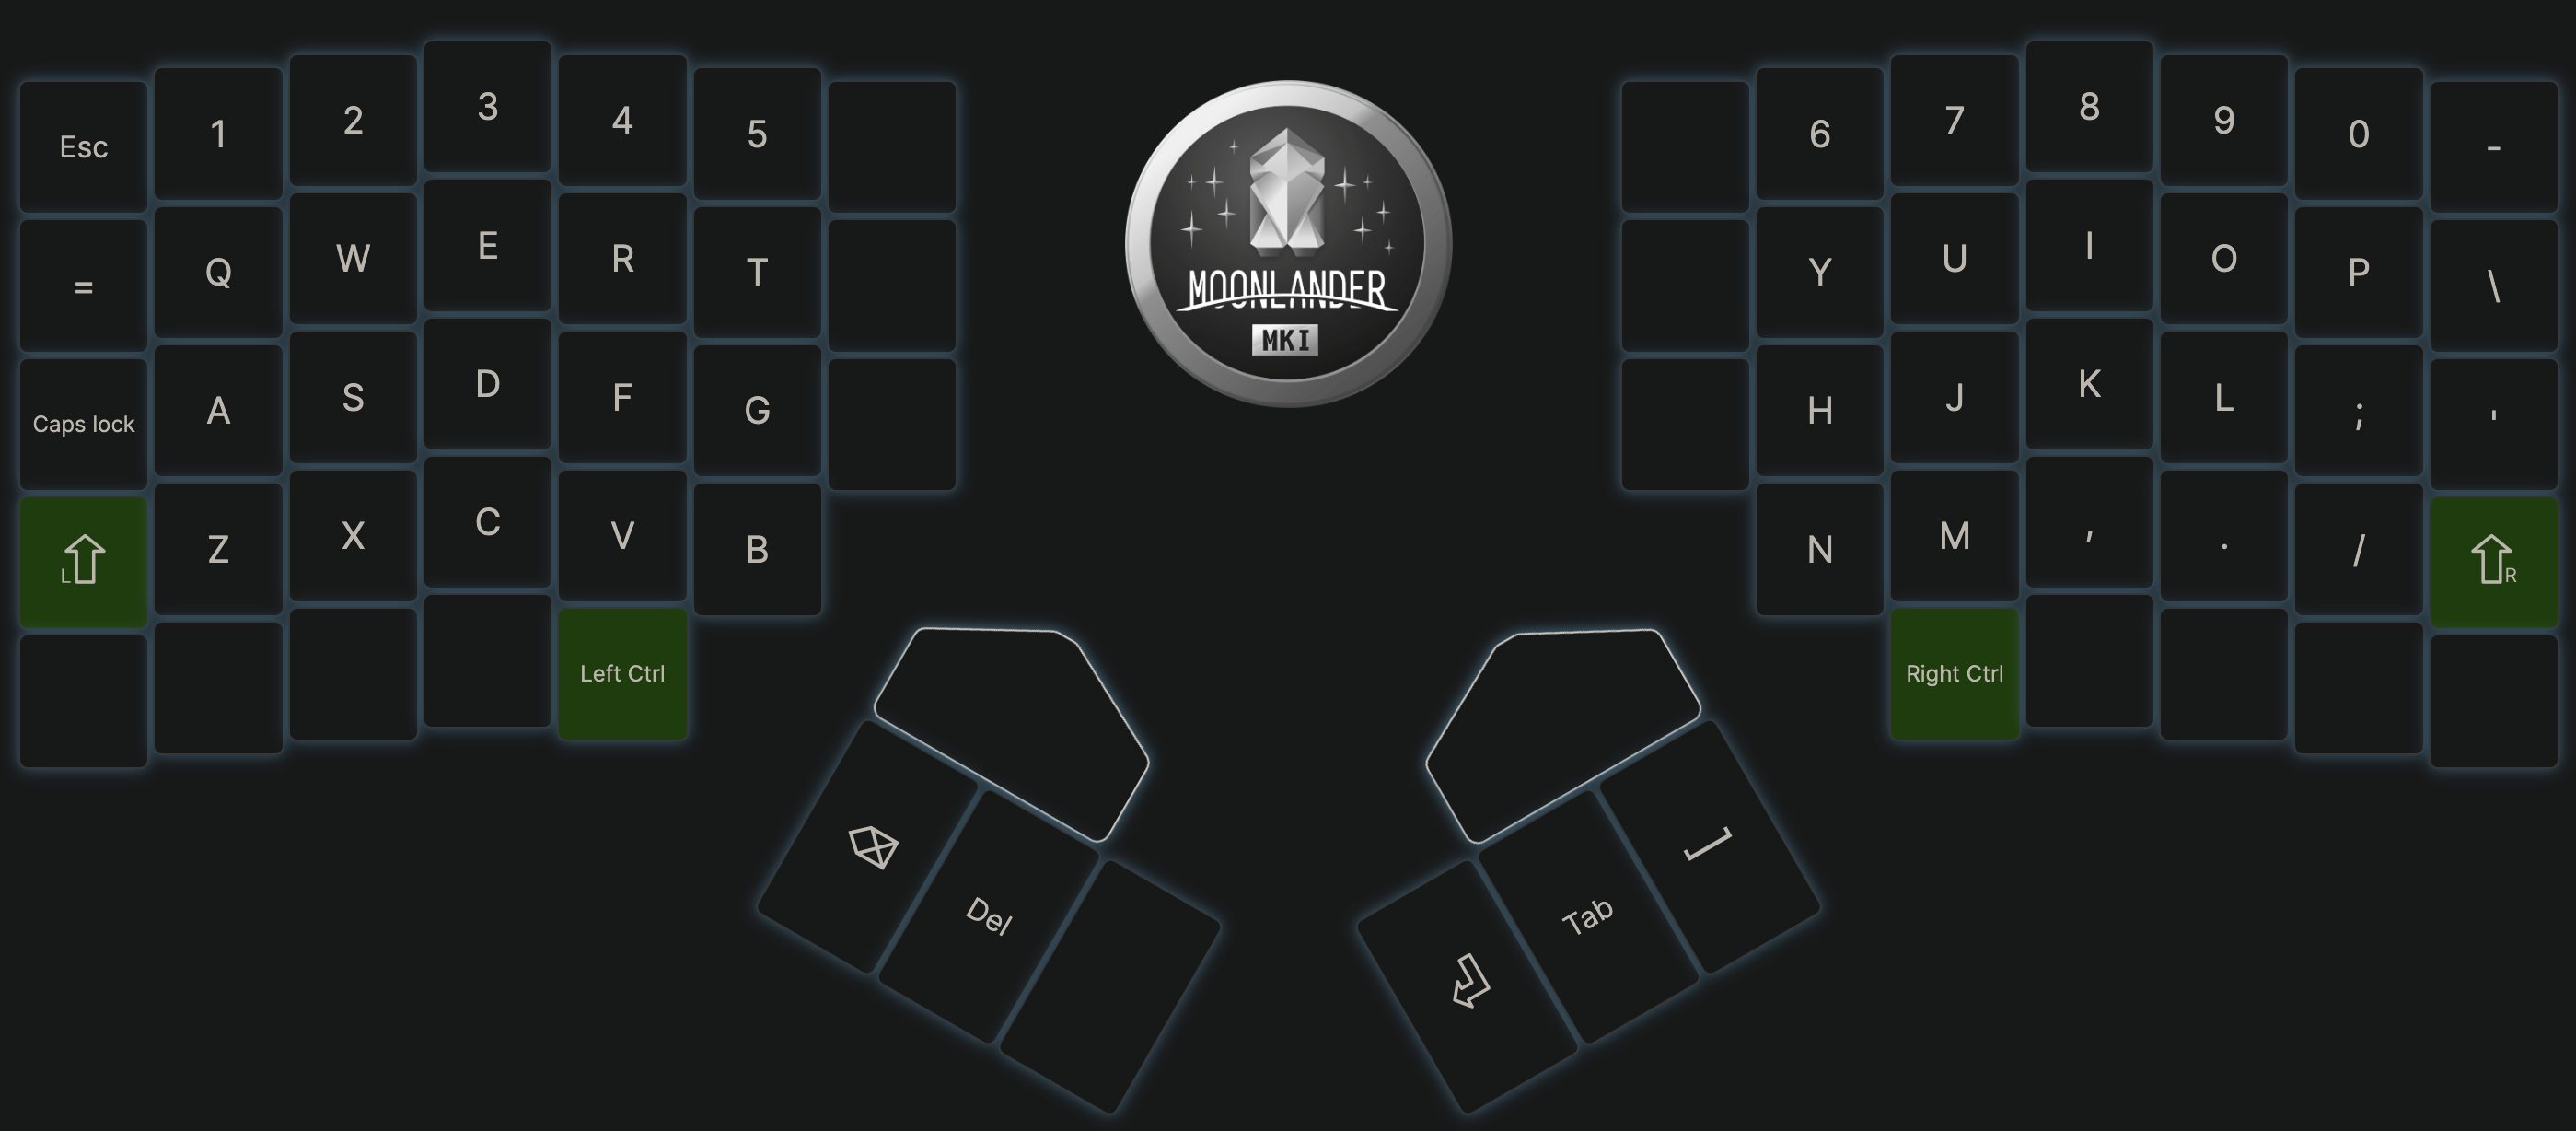 Esc 1 2 3 4 5 6 7 8 9 0 -
= Q W E R T Y U I O P \
Caps lock A S D F G H J K L ; '
L Z X C V B N M , . / R
Left Ctrl Right Ctrl
MOONLANDER
MKI
Del Tab